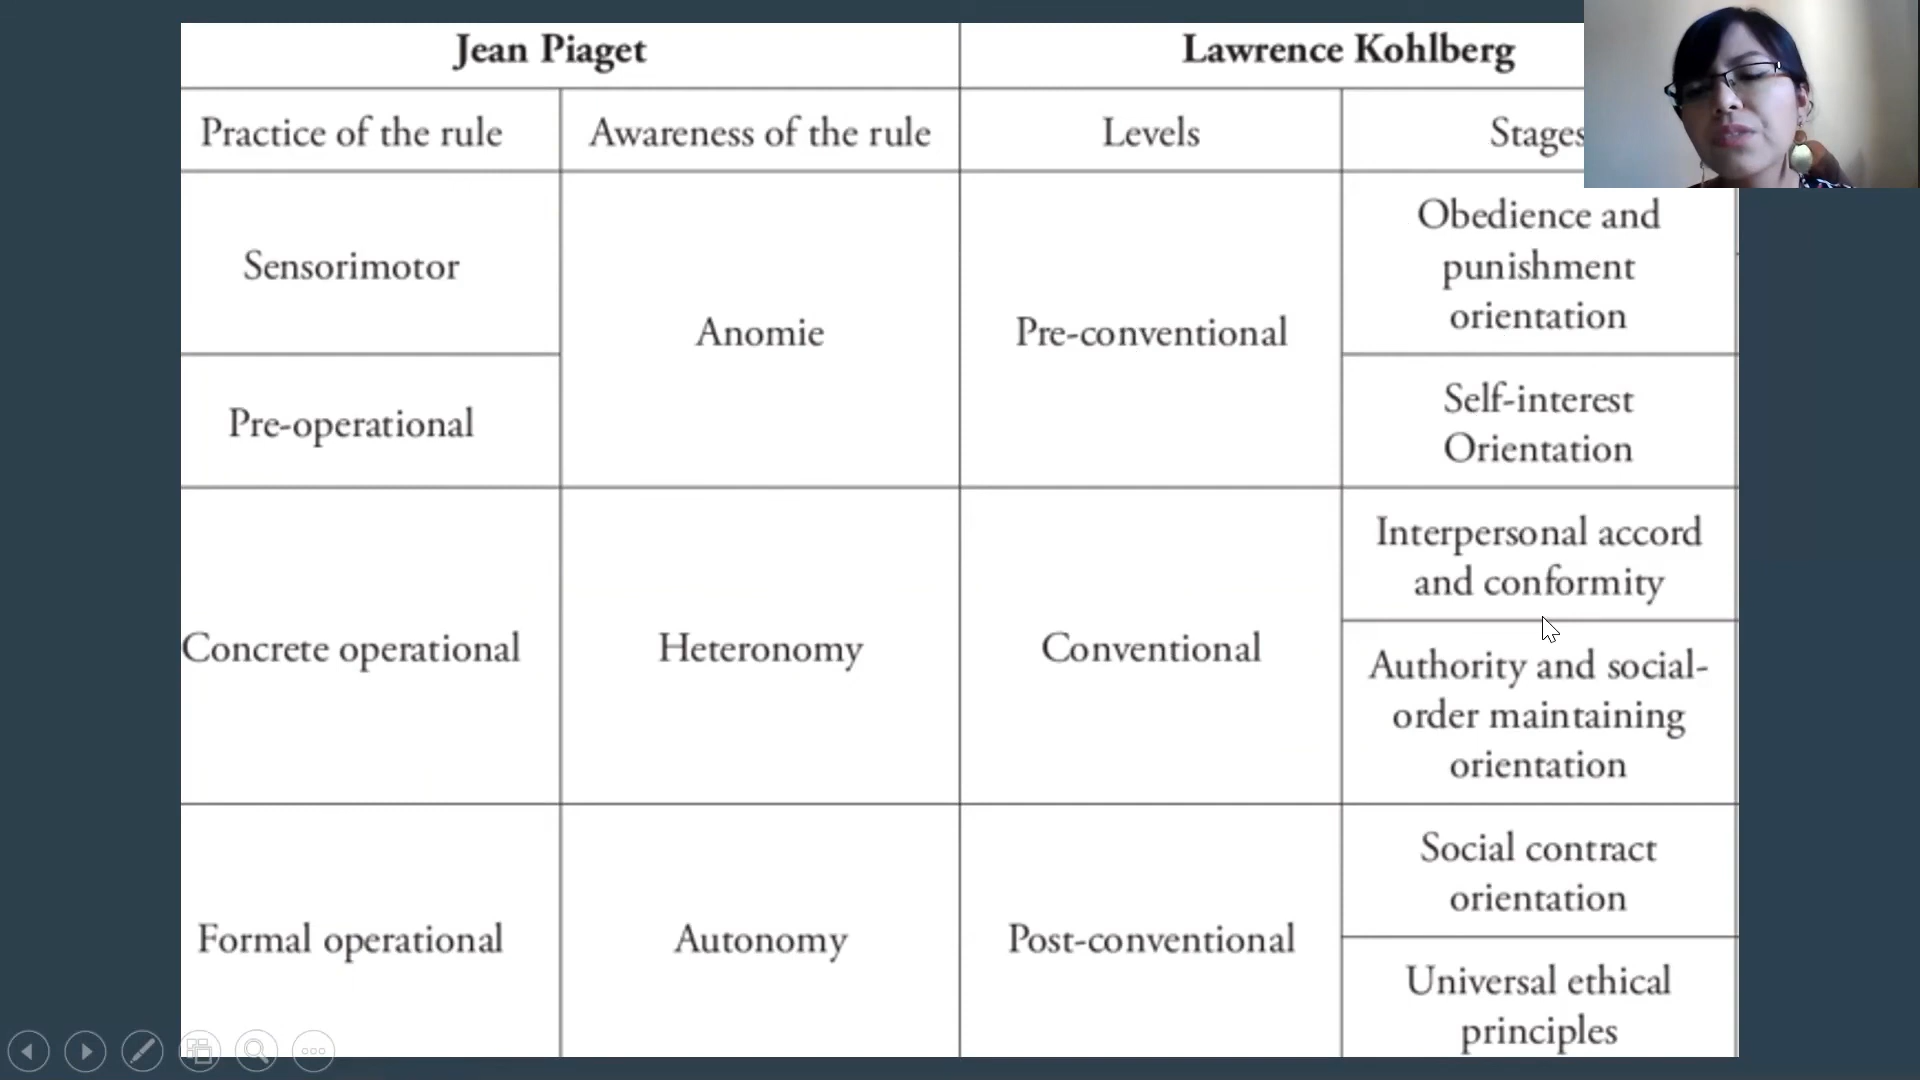 Jean Piaget
Lawrence Kohlberg
Practice of the rule
Awareness of the rule
Levels
Stages
Sensorimotor
Anomie
Pre-conventional
Obedience and
punishment
orientation
Pre-operational
Self-interest
Orientation
Concrete operational
Heteronomy
Conventional
Interpersonal accord
and conformity
Authority and social-
order maintaining
orientation
Formal operational
Autonomy
Post-conventional
Social contract
orientation
Universal ethical
principles